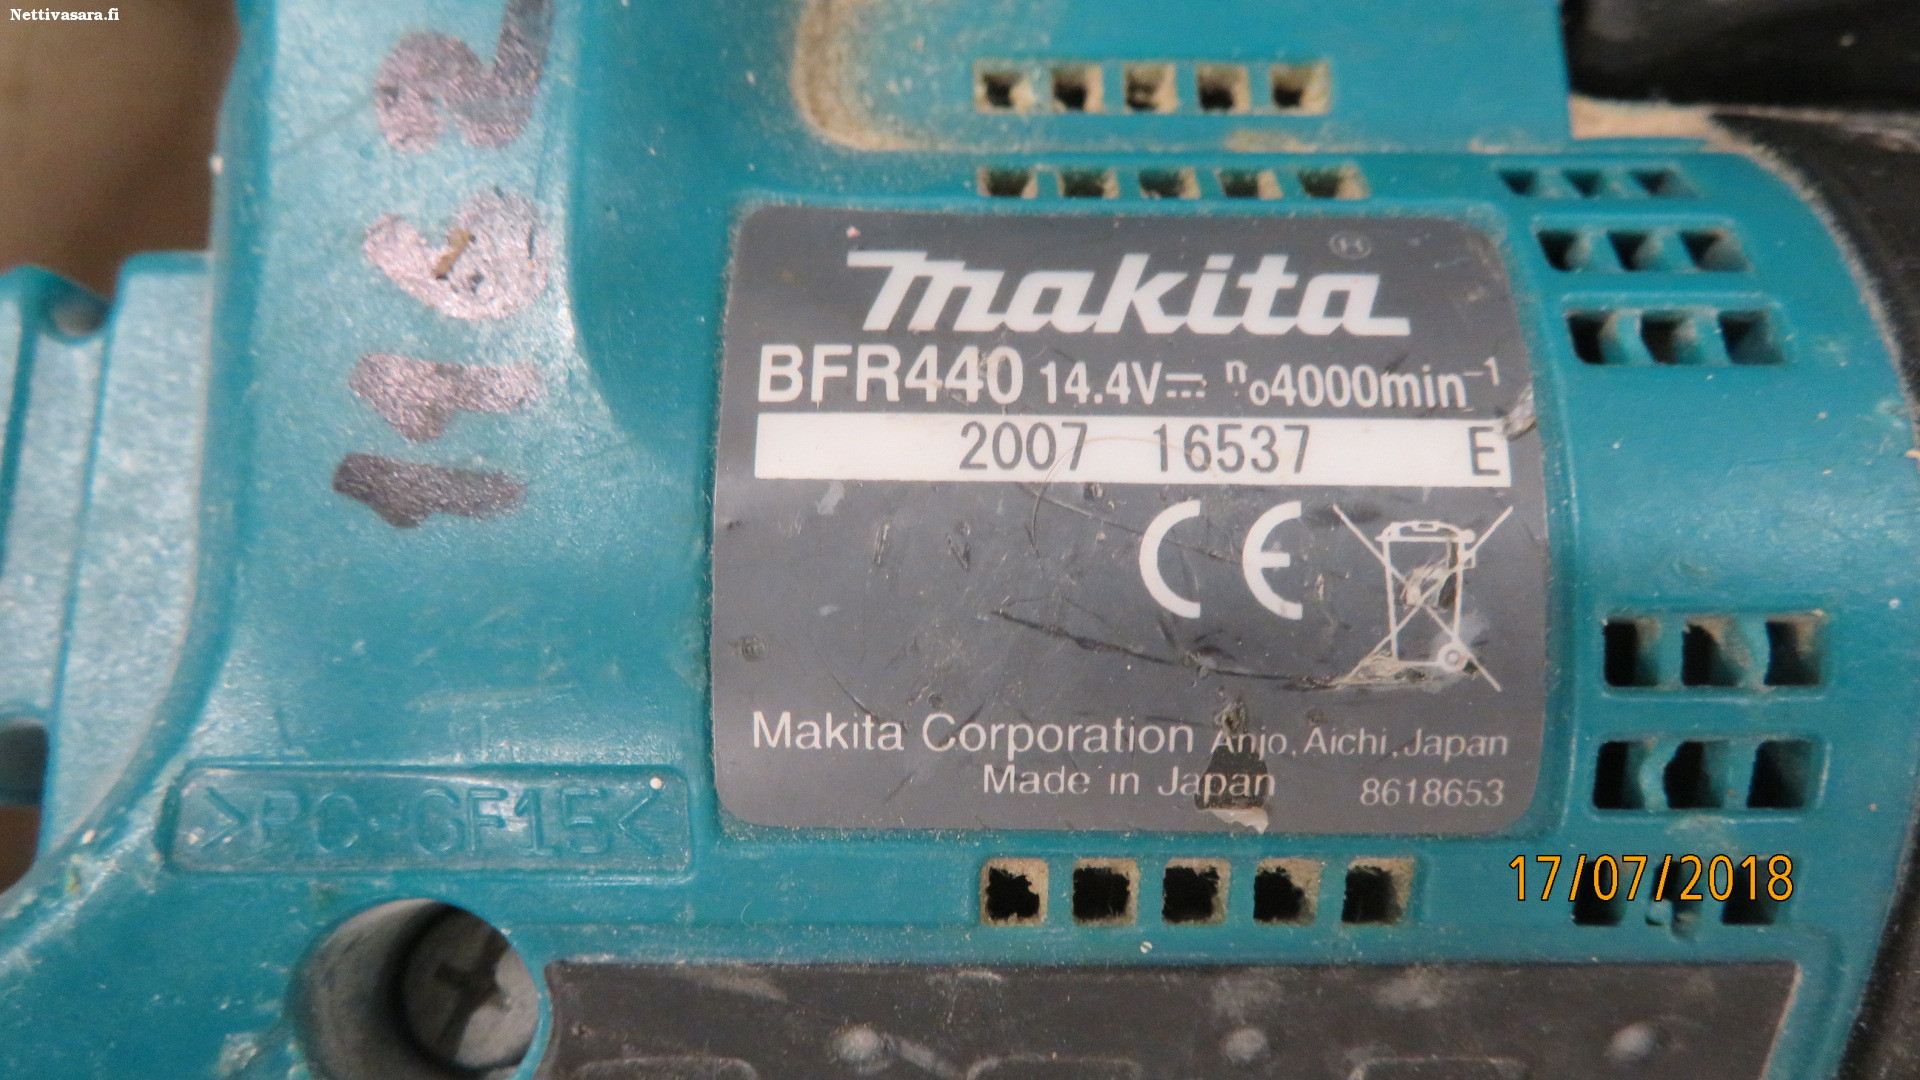 Nettivasara.fi
1162
makita
BFR440 14.4V⎓ n₀4000min⁻¹
2007 16537 E
CE
Makita Corporation Anjo, Aichi, Japan
Made in Japan 8618653
>PC-GF15<
17/07/2018